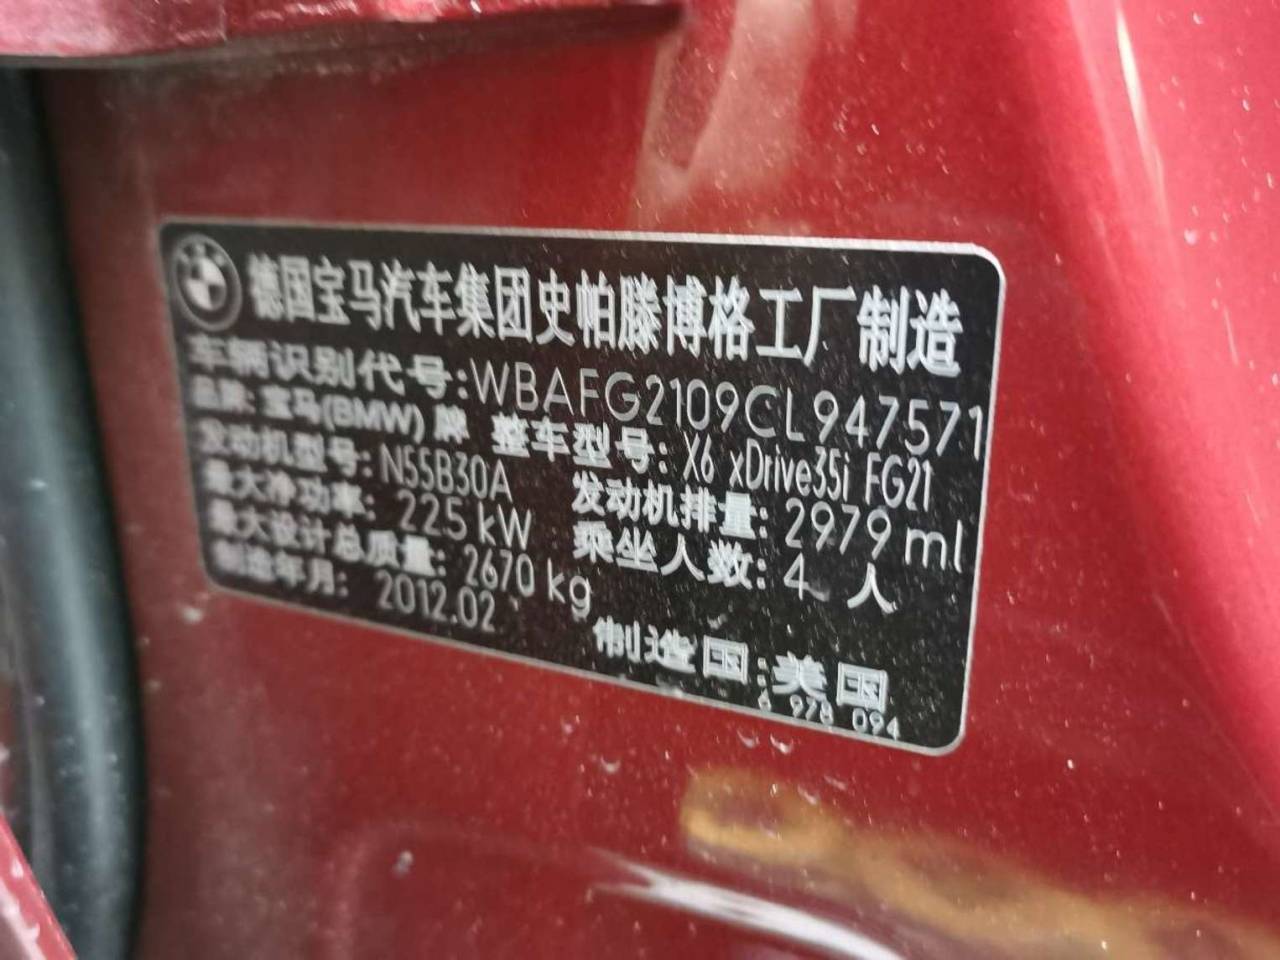 德国宝马汽车集团史帕滕博格工厂制造
车辆识别代号:WBAFG2109CL947571
品牌: 宝马(BMW) 牌 整车型号: X6 xDrive35i FG21
发动机型号: N55B30A 发动机排量: 2979 ml
最大净功率: 225 kW 乘坐人数: 4 人
最大设计总质量: 2670 kg
制造年月: 2012.02 制造国:美国
6 978 094